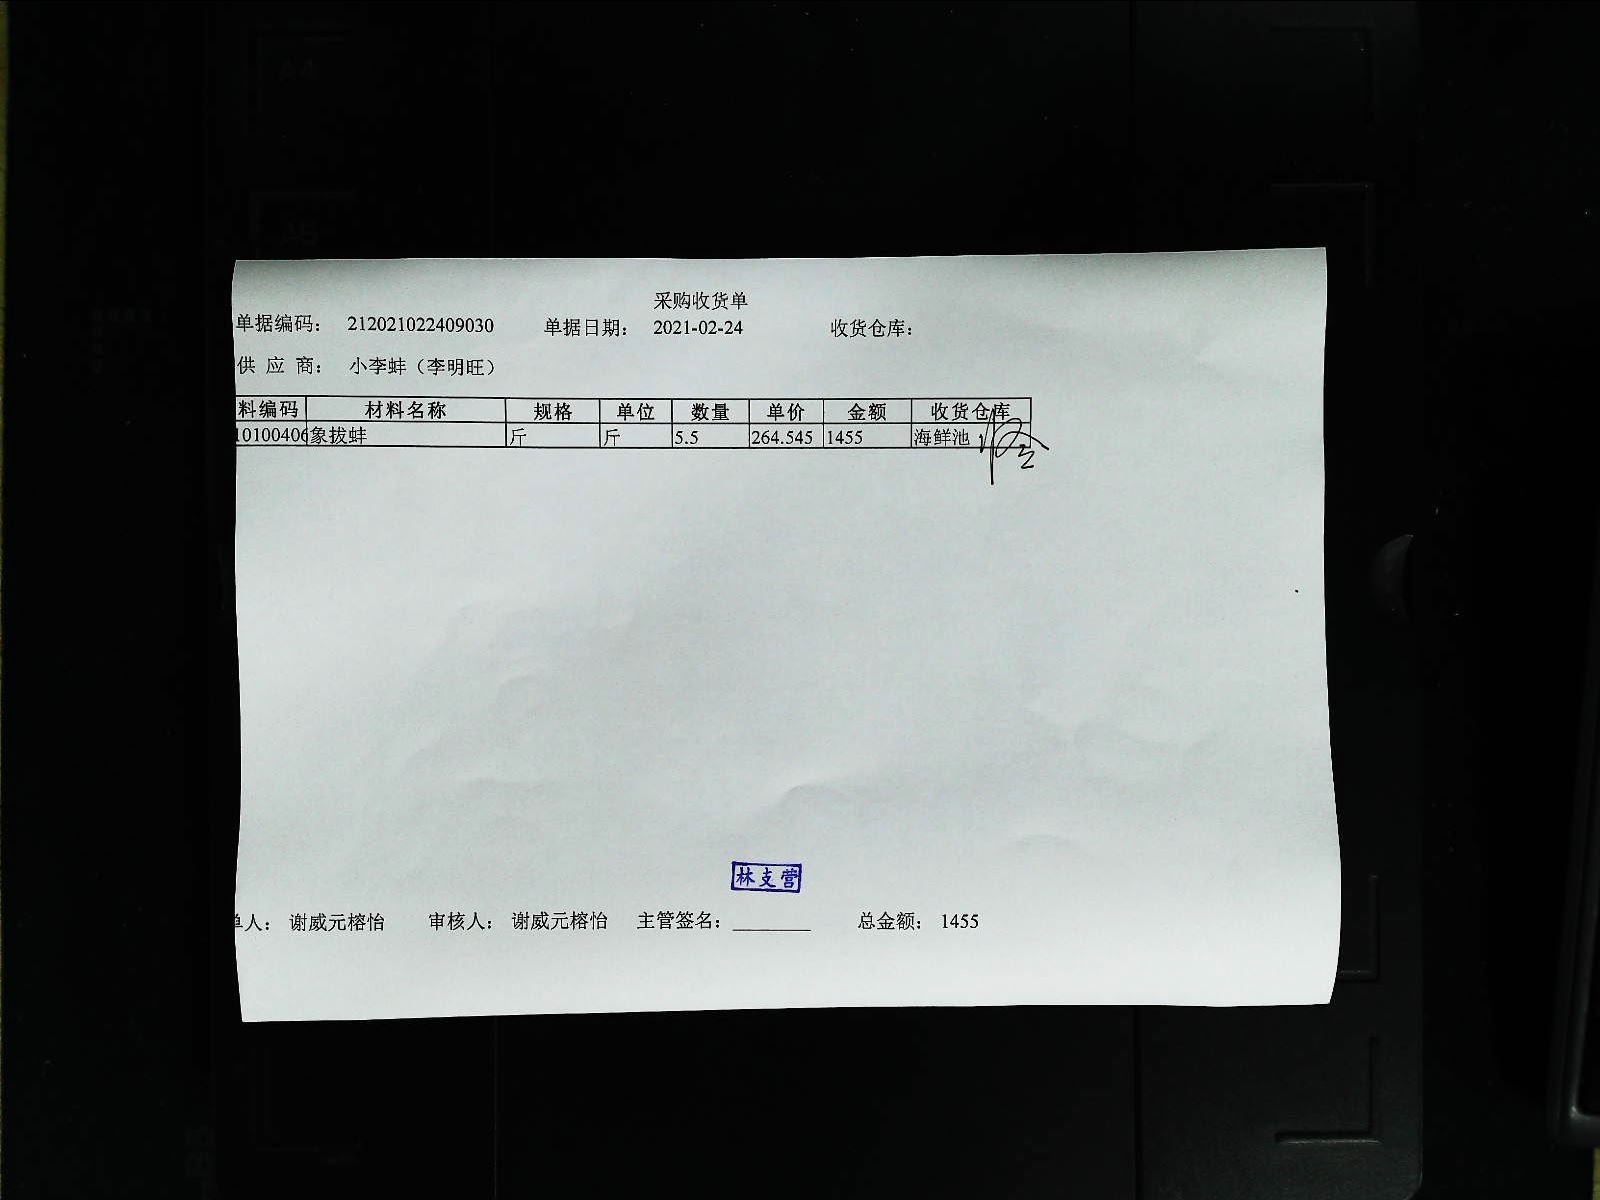 采购收货单
单据编码： 212021022409030 单据日期： 2021-02-24 收货仓库：
供 应 商： 小李蚌（李明旺）
料编码 材料名称 规格 单位 数量 单价 金额 收货仓库
10100406 象拔蚌 斤 斤 5.5 264.545 1455 海鲜池
林支营
单人： 谢威元榕怡 审核人： 谢威元榕怡 主管签名：________ 总金额： 1455